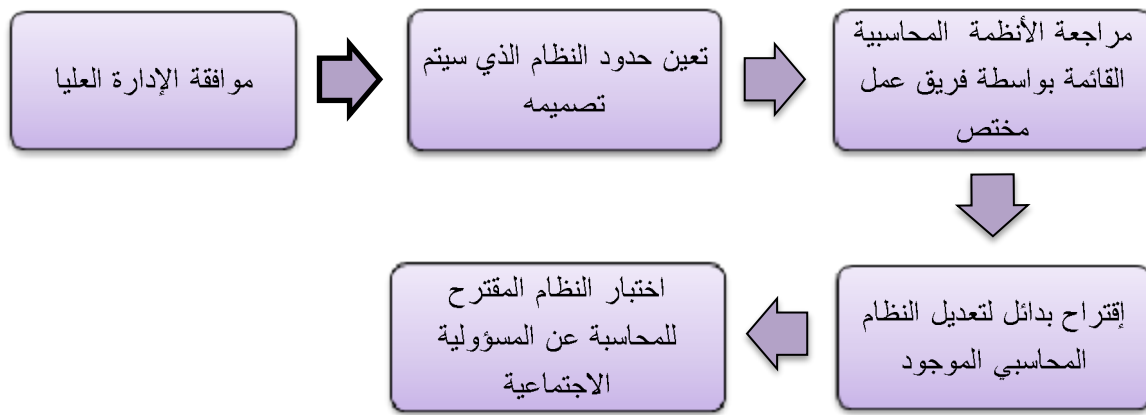 موافقة الإدارة العليا
تعين حدود النظام الذي سيتم
تصميمه
مراجعة الأنظمة المحاسبية
القائمة بواسطة فريق عمل
مختص
إقتراح بدائل لتعديل النظام
المحاسبي الموجود
اختبار النظام المقترح
للمحاسبة عن المسؤولية
الاجتماعية